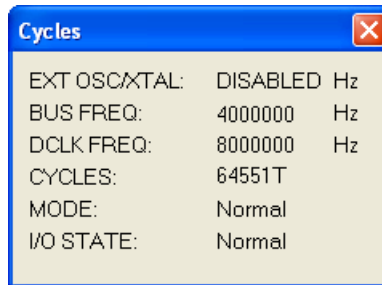 Cycles
EXT OSC/XTAL: DISABLED Hz
BUS FREQ: 4000000 Hz
DCLK FREQ: 8000000 Hz
CYCLES: 64551T
MODE: Normal
I/O STATE: Normal